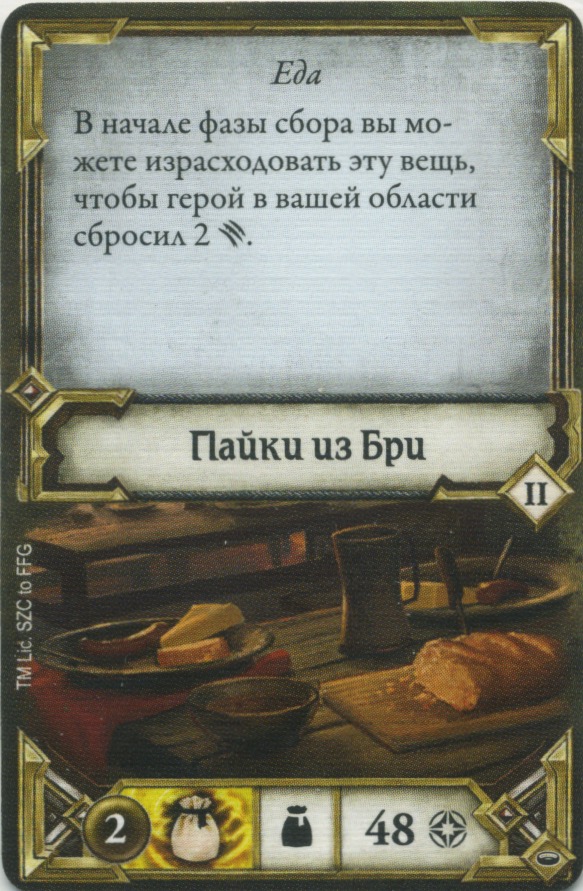 Еда
В начале фазы сбора вы мо-
жете израсходовать эту вещь,
чтобы герой в вашей области
сбросил 2 .
Пайки из Бри
II
TM Lic. SZC to FFG
2
48